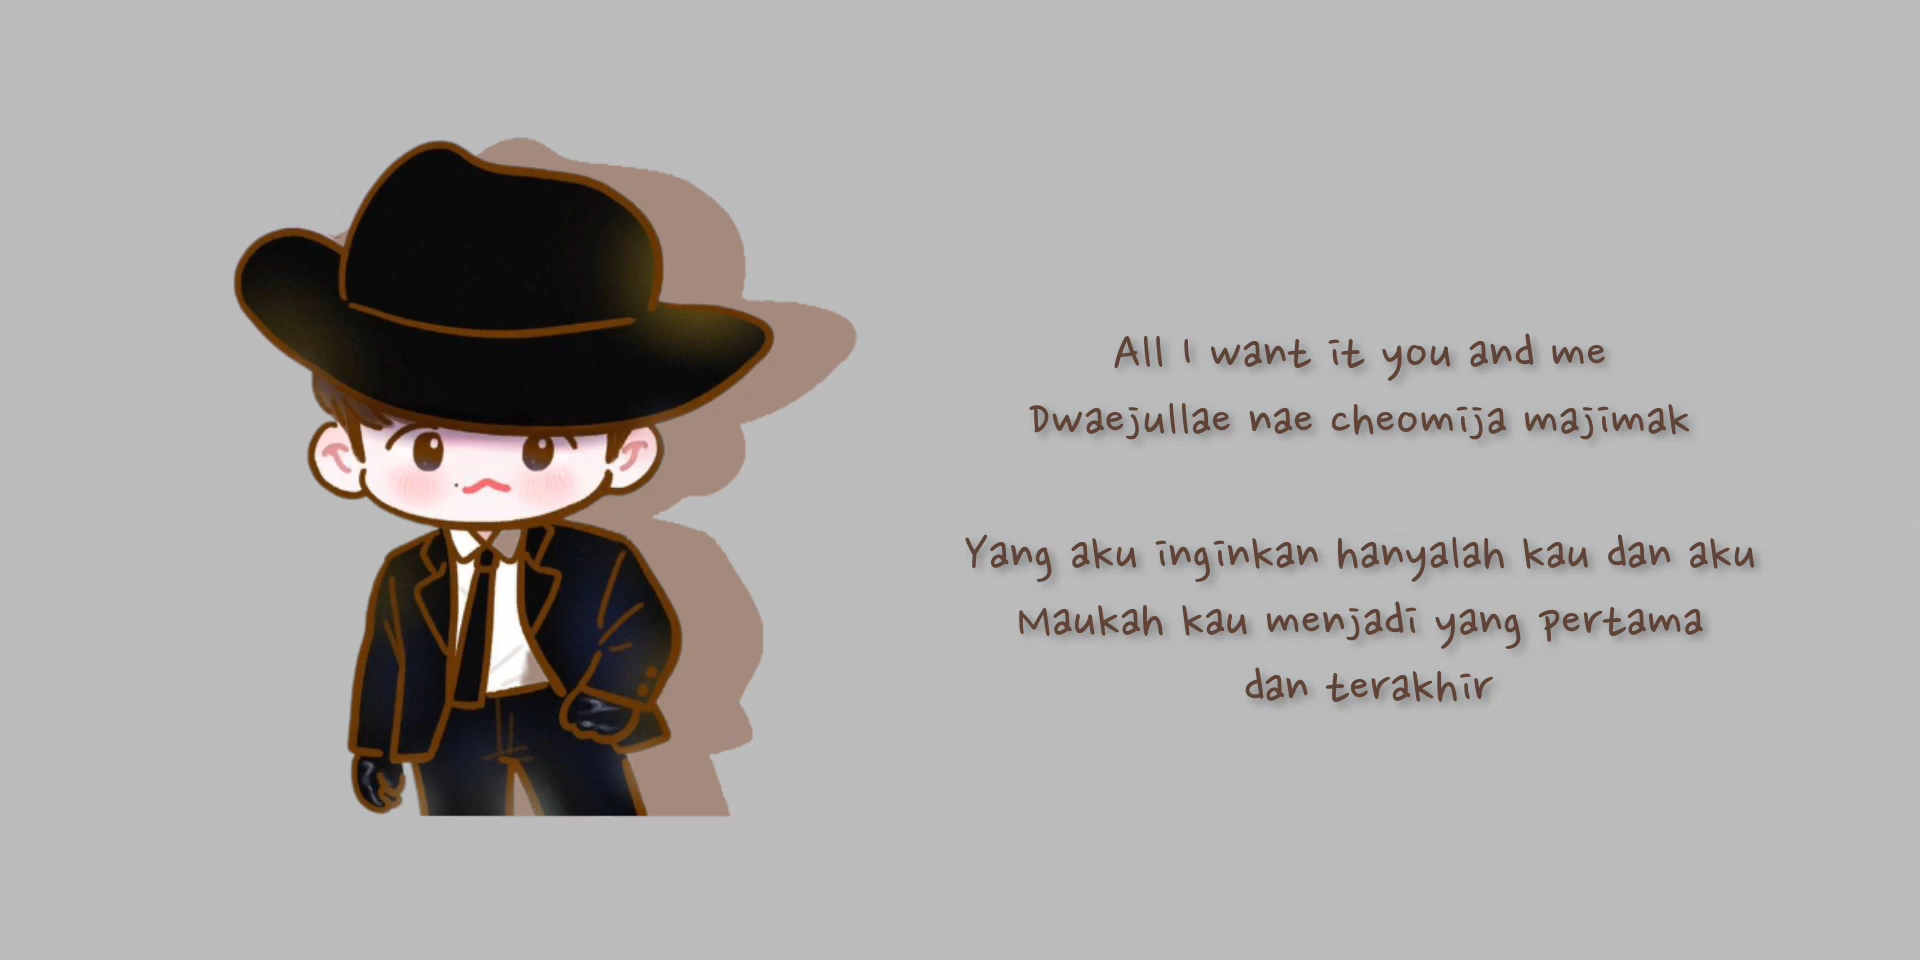 All I want it you and me
Dwaejullae nae cheomija majimak
Yang aku inginkan hanyalah kau dan aku
Maukah kau menjadi yang pertama
dan terakhir